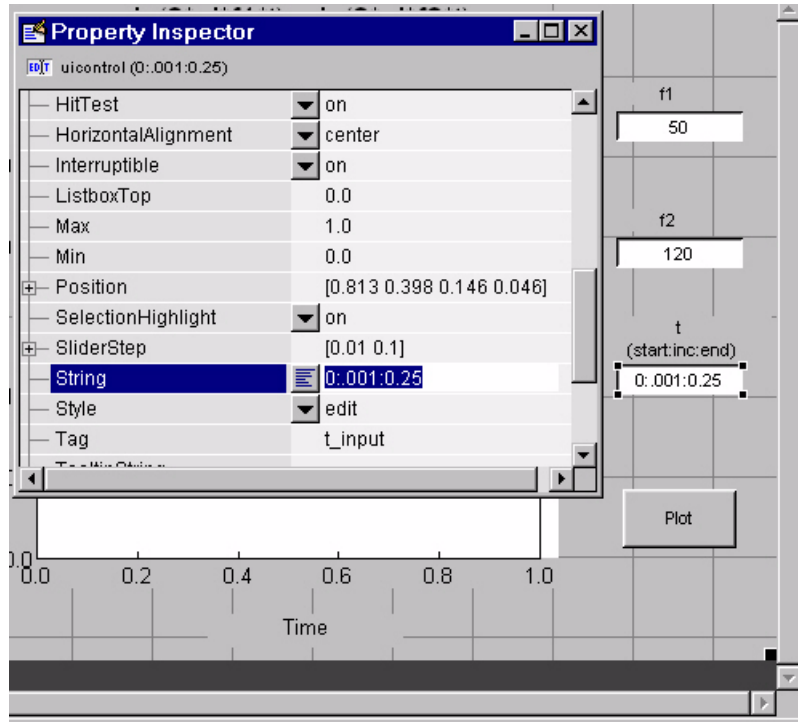 Property Inspector
EDIT uicontrol (0:.001:0.25)
HitTest on
HorizontalAlignment center
Interruptible on
ListboxTop 0.0
Max 1.0
Min 0.0
Position [0.813 0.398 0.146 0.046]
SelectionHighlight on
SliderStep [0.01 0.1]
String 0:.001:0.25
Style edit
Tag t_input
f1
50
f2
120
t
(start:inc:end)
0:.001:0.25
Plot
0.0
0.0 0.2 0.4 0.6 0.8 1.0
Time